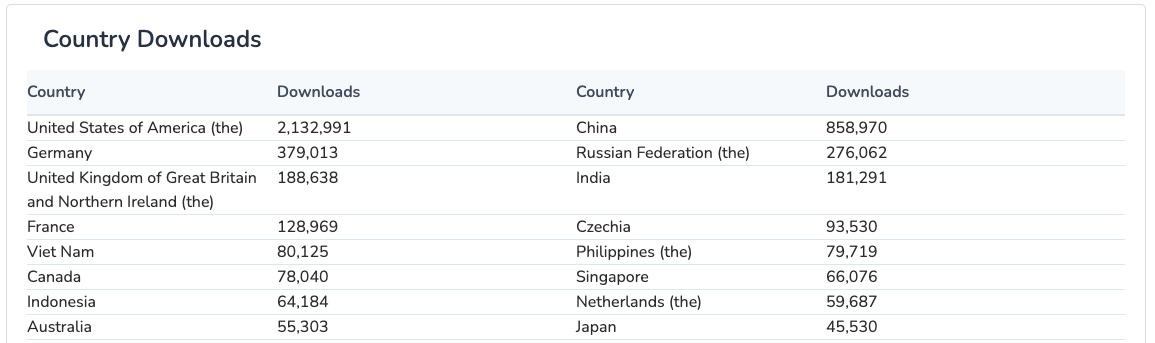 Country Downloads
Country Downloads Country Downloads
United States of America (the) 2,132,991 China 858,970
Germany 379,013 Russian Federation (the) 276,062
United Kingdom of Great Britain 188,638 India 181,291
and Northern Ireland (the)
France 128,969 Czechia 93,530
Viet Nam 80,125 Philippines (the) 79,719
Canada 78,040 Singapore 66,076
Indonesia 64,184 Netherlands (the) 59,687
Australia 55,303 Japan 45,530